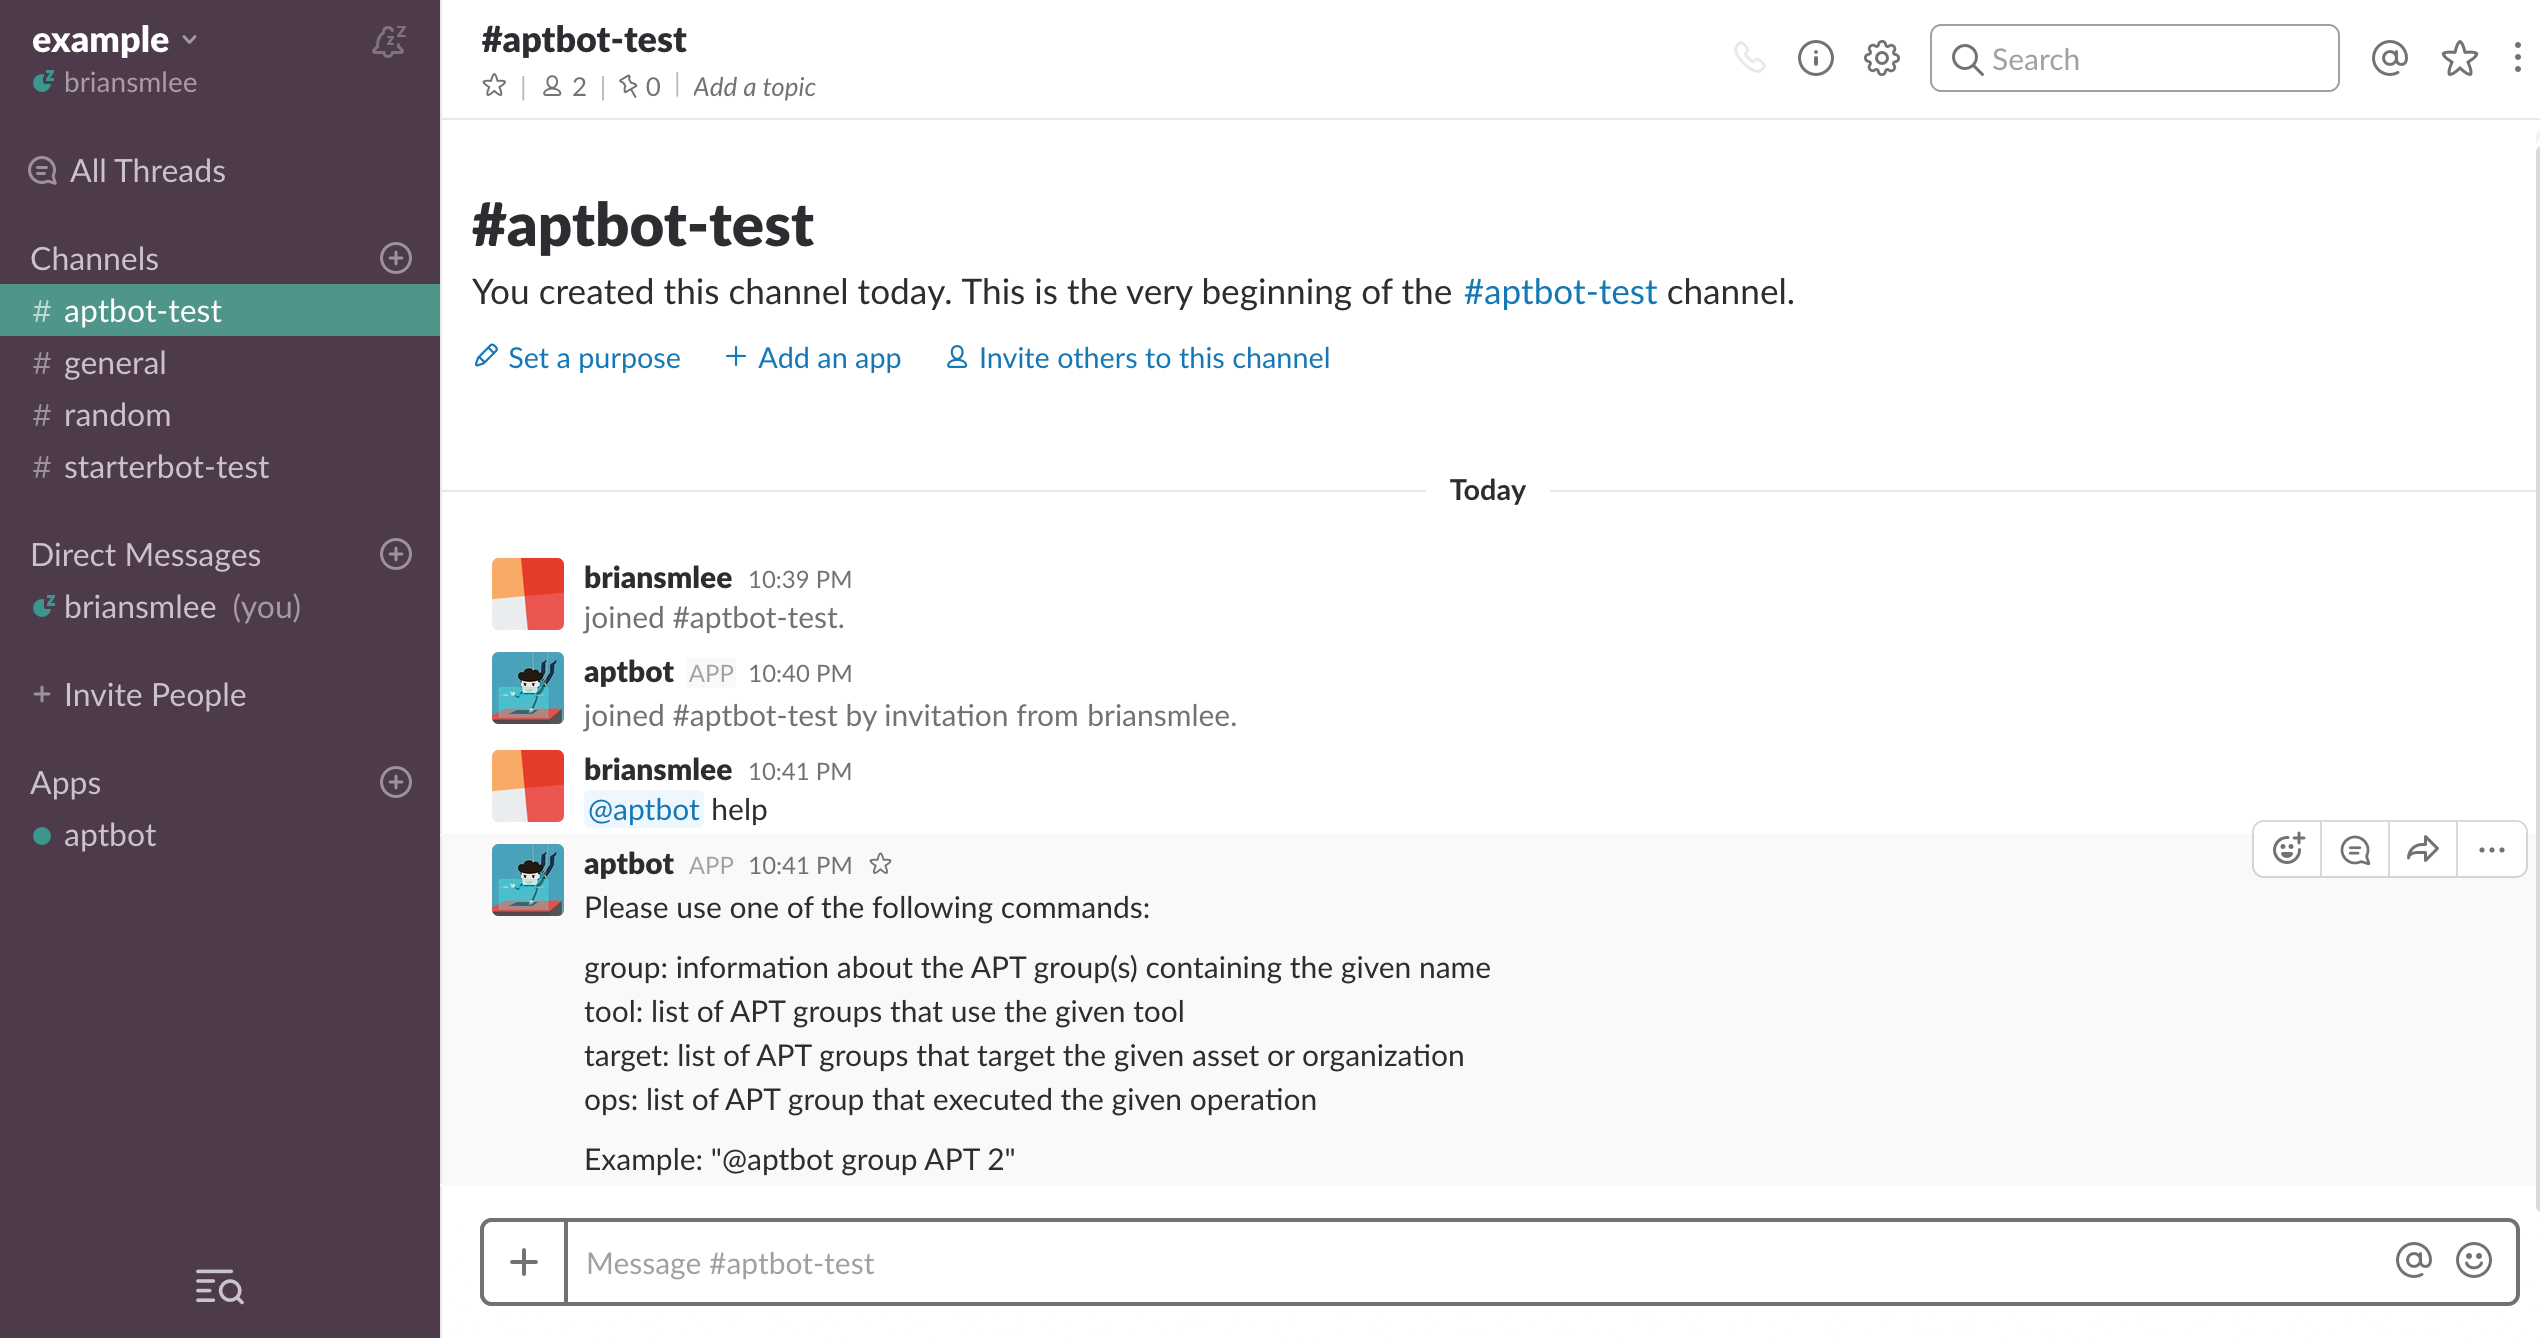 example
briansmlee
All Threads
Channels
# aptbot-test
# general
# random
# starterbot-test
Direct Messages
briansmlee (you)
+ Invite People
Apps
aptbot
#aptbot-test
2 | 0 | Add a topic
Search
#aptbot-test
You created this channel today. This is the very beginning of the #aptbot-test channel.
Set a purpose + Add an app Invite others to this channel
Today
briansmlee 10:39 PM
joined #aptbot-test.
aptbot APP 10:40 PM
joined #aptbot-test by invitation from briansmlee.
briansmlee 10:41 PM
@aptbot help
aptbot APP 10:41 PM
Please use one of the following commands:
group: information about the APT group(s) containing the given name
tool: list of APT groups that use the given tool
target: list of APT groups that target the given asset or organization
ops: list of APT group that executed the given operation
Example: "@aptbot group APT 2"
Message #aptbot-test